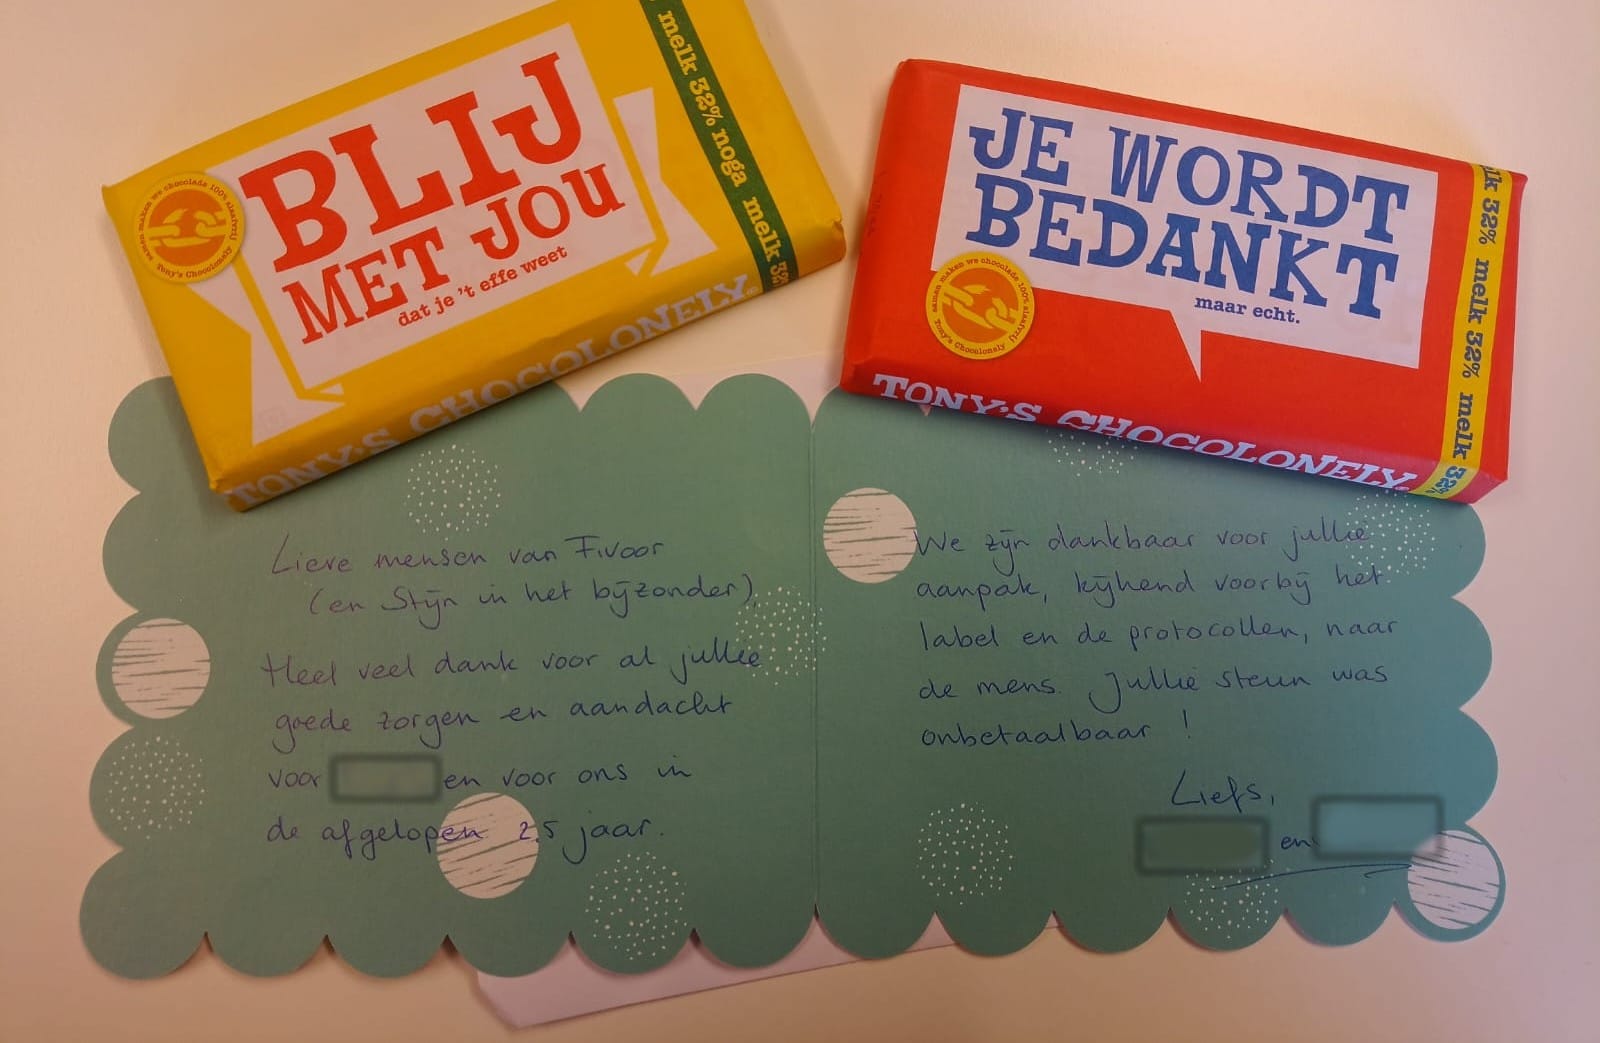 BLIJ
MET JOU
dat je 't effe weet
melk 32% noga melk 32%
samen maken we chocolade 100% slaafvrij
Tony's Chocolonely
TONY'S CHOCOLONELY
JE WORDT
BEDANKT
maar echt.
melk 32% melk 32% melk 32%
samen maken we chocolade 100% slaafvrij
Tony's Chocolonely
TONY'S CHOCOLONELY
Lieve mensen van Fivoor
(en Stijn in het bijzonder),
Heel veel dank voor al jullie
goede zorgen en aandacht
voor en voor ons in
de afgelopen 2,5 jaar.
We zijn dankbaar voor jullie
aanpak, kijkend voorbij het
label en de protocollen, naar
de mens. Jullie steun was
onbetaalbaar !
Liefs,
en